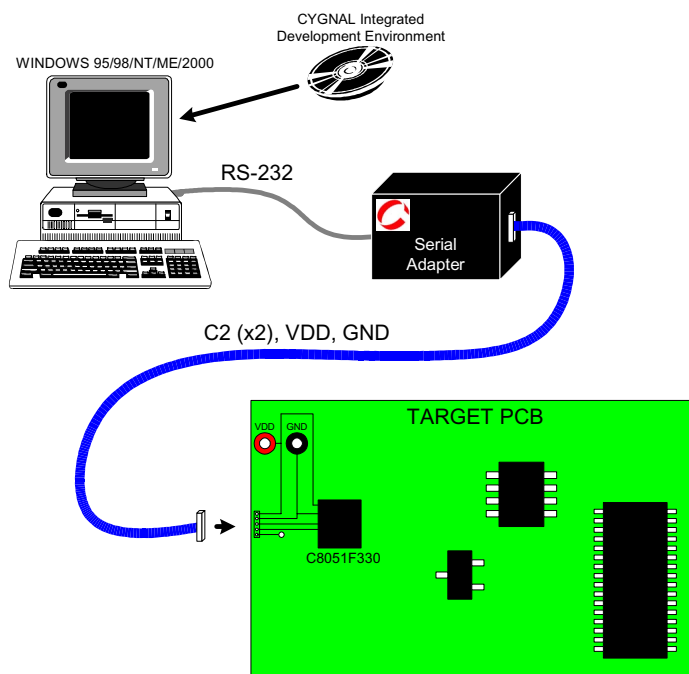 CYGNAL Integrated
Development Environment
WINDOWS 95/98/NT/ME/2000
RS-232
Serial
Adapter
C2 (x2), VDD, GND
TARGET PCB
VDD
GND
C8051F330